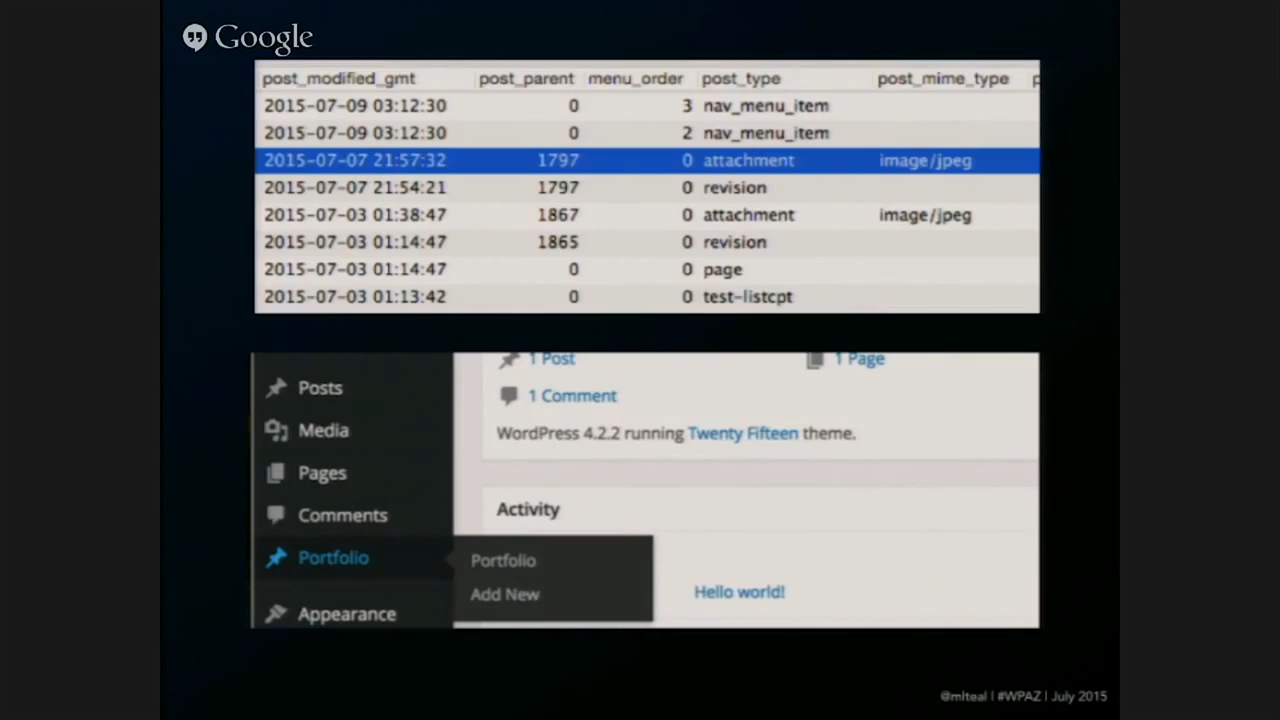 Google
post_modified_gmt post_parent menu_order post_type post_mime_type
2015-07-09 03:12:30 0 3 nav_menu_item
2015-07-09 03:12:30 0 2 nav_menu_item
2015-07-07 21:57:32 1797 0 attachment image/jpeg
2015-07-07 21:54:21 1797 0 revision
2015-07-03 01:38:47 1867 0 attachment image/jpeg
2015-07-03 01:14:47 1865 0 revision
2015-07-03 01:14:47 0 0 page
2015-07-03 01:13:42 0 0 test-listcpt
1 Post 1 Page
Posts
1 Comment
Media
WordPress 4.2.2 running Twenty Fifteen theme.
Pages
Comments
Activity
Portfolio
Portfolio
Add New
Hello world!
Appearance
@mlteal | #WPAZ | July 2015